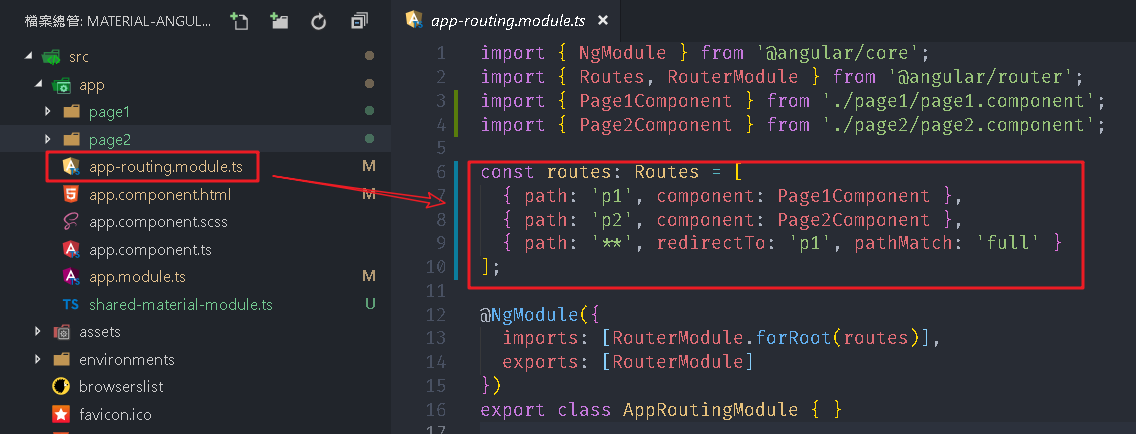 檔案總管: MATERIAL-ANGUL...
src
app
page1
page2
app-routing.module.ts M
app.component.html M
app.component.scss
app.component.ts
app.module.ts M
TS shared-material-module.ts U
assets
environments
browserslist
favicon.ico
app-routing.module.ts ×
1 import { NgModule } from '@angular/core';
2 import { Routes, RouterModule } from '@angular/router';
3 import { Page1Component } from './page1/page1.component';
4 import { Page2Component } from './page2/page2.component';
5
6 const routes: Routes = [
7 { path: 'p1', component: Page1Component },
8 { path: 'p2', component: Page2Component },
9 { path: '**', redirectTo: 'p1', pathMatch: 'full' }
10 ];
11
12 @NgModule({
13 imports: [RouterModule.forRoot(routes)],
14 exports: [RouterModule]
15 })
16 export class AppRoutingModule { }
17